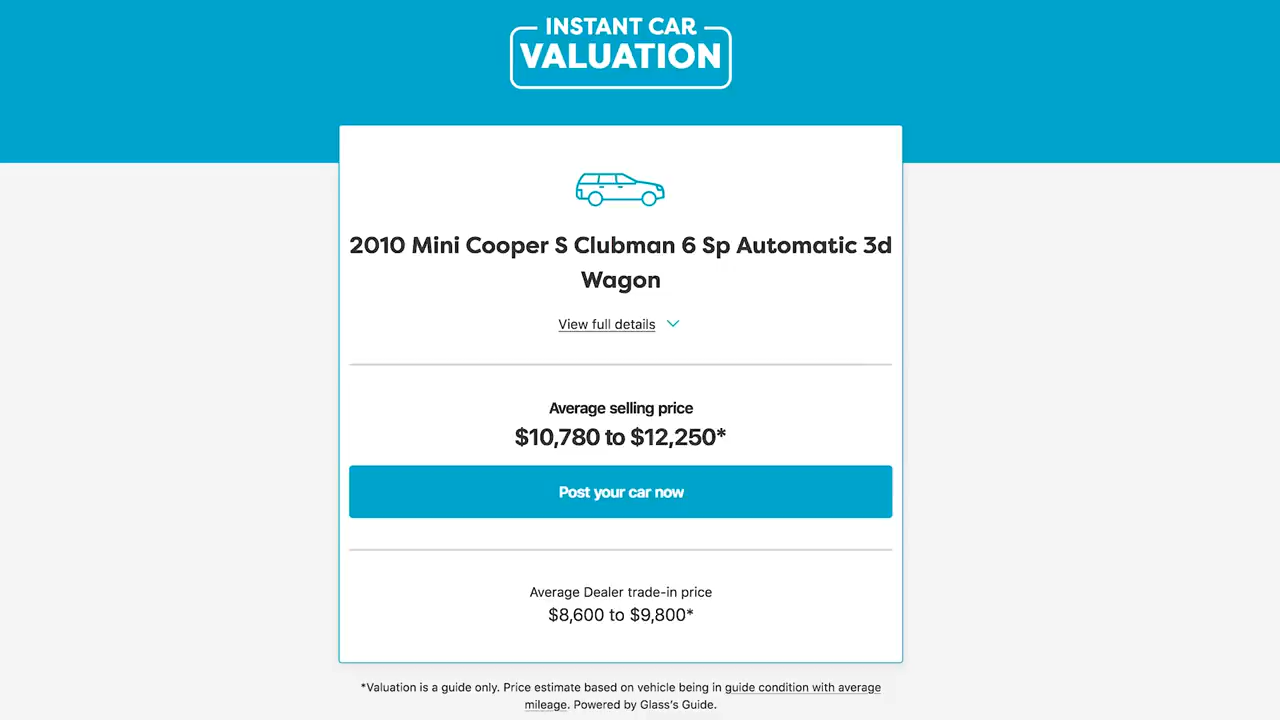 INSTANT CAR
VALUATION
2010 Mini Cooper S Clubman 6 Sp Automatic 3d
Wagon
View full details
Average selling price
$10,780 to $12,250*
Post your car now
Average Dealer trade-in price
$8,600 to $9,800*
*Valuation is a guide only. Price estimate based on vehicle being in guide condition with average
mileage. Powered by Glass's Guide.